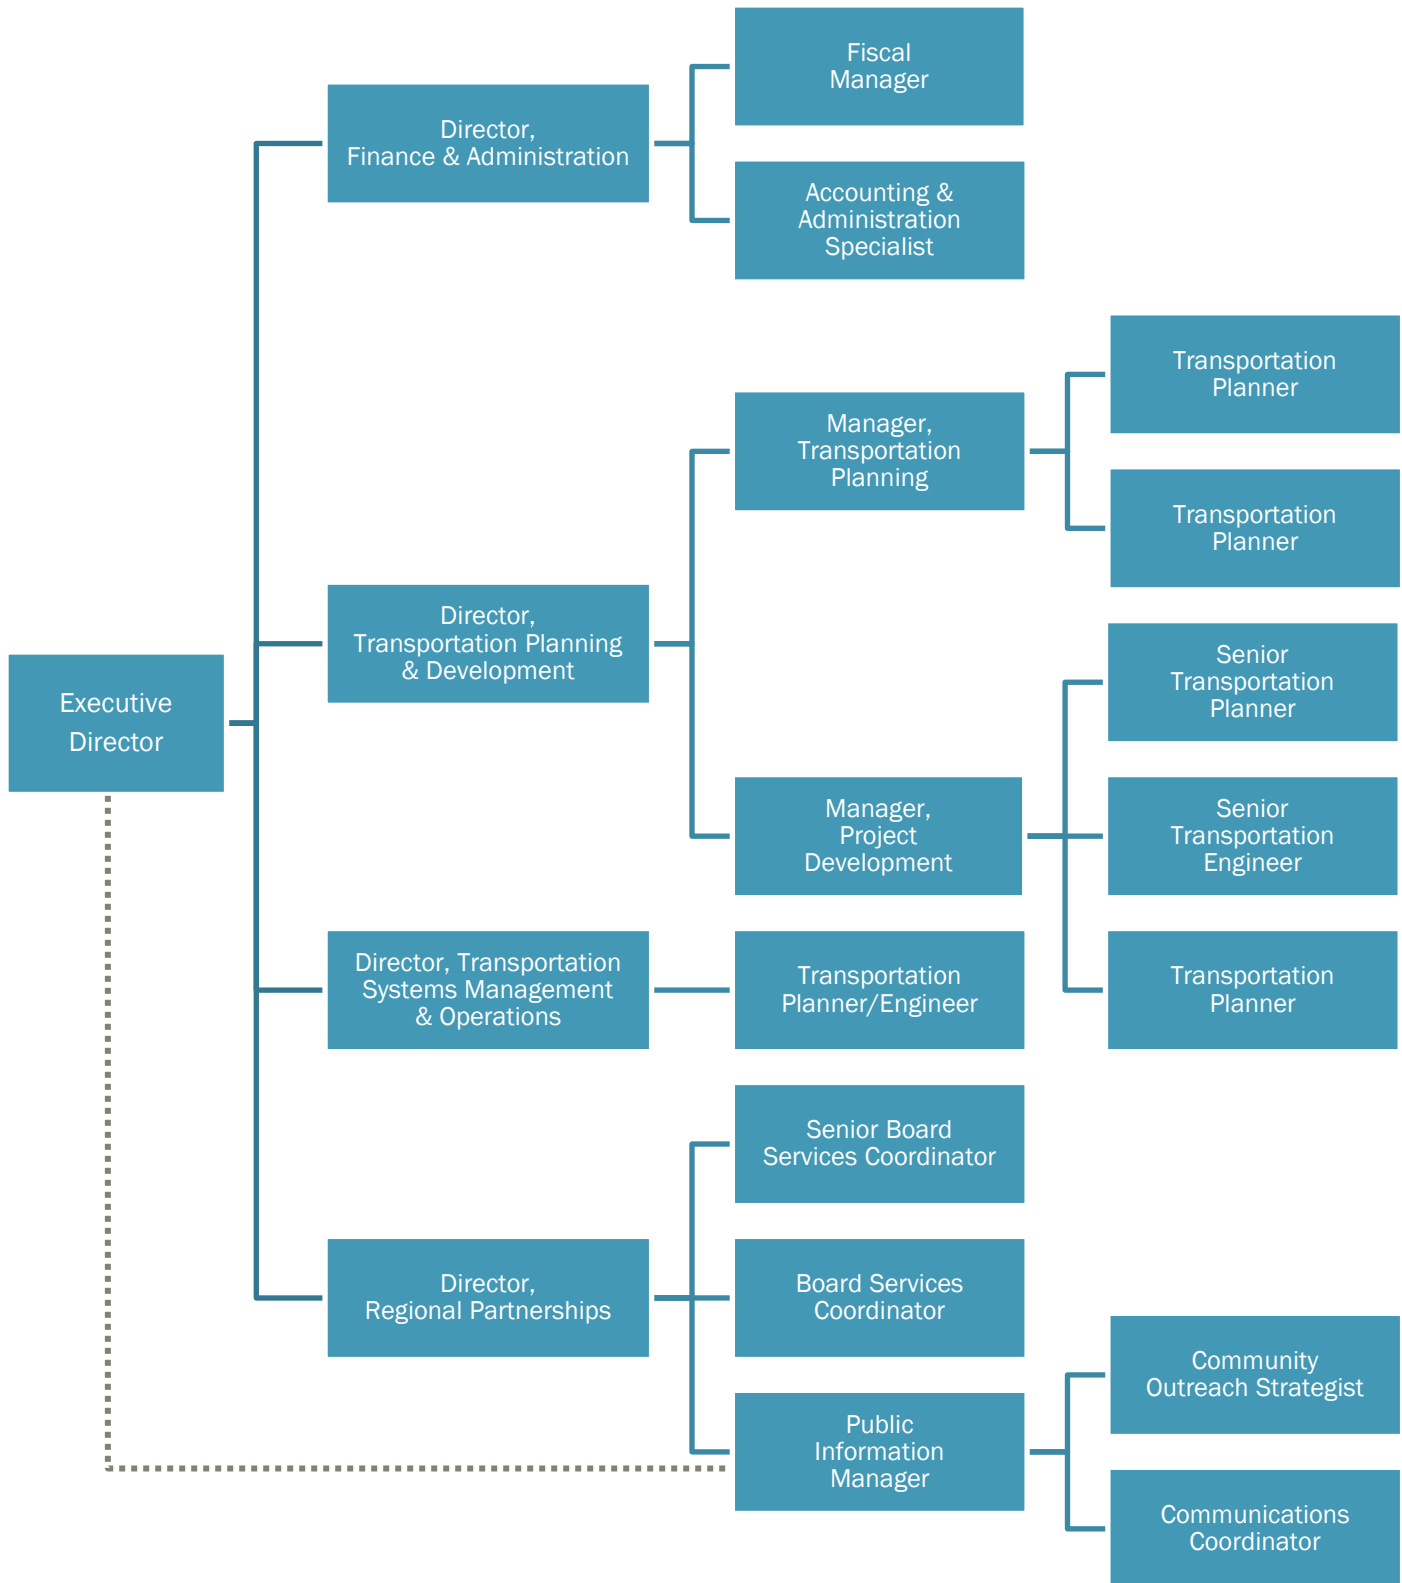 Fiscal
Manager
Director,
Finance & Administration
Accounting &
Administration
Specialist
Transportation
Planner
Manager,
Transportation
Planning
Transportation
Planner
Director,
Transportation Planning
& Development
Senior
Transportation
Planner
Executive
Director
Manager,
Project
Development
Senior
Transportation
Engineer
Director, Transportation
Systems Management
& Operations
Transportation
Planner/Engineer
Transportation
Planner
Senior Board
Services Coordinator
Director,
Regional Partnerships
Board Services
Coordinator
Community
Outreach Strategist
Public
Information
Manager
Communications
Coordinator